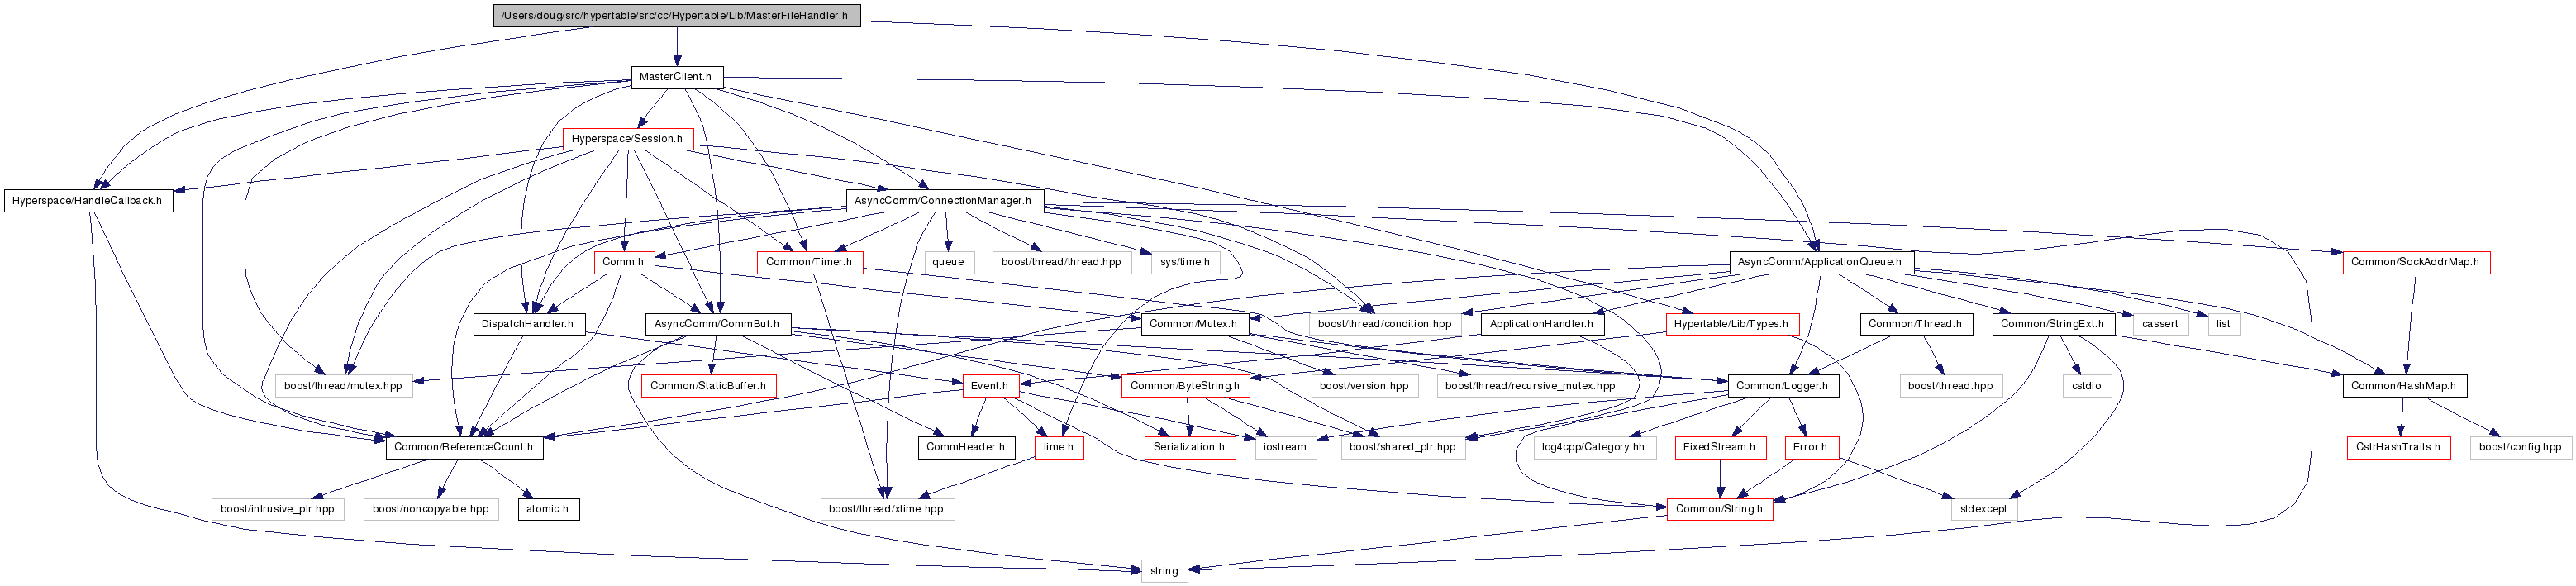 /Users/doug/src/hypertable/src/cc/Hypertable/Lib/MasterFileHandler.h
MasterClient.h
Hyperspace/Session.h
Hyperspace/HandleCallback.h
AsyncComm/ConnectionManager.h
Comm.h
Common/Timer.h
queue
boost/thread/thread.hpp
sys/time.h
AsyncComm/ApplicationQueue.h
Common/SockAddrMap.h
DispatchHandler.h
AsyncComm/CommBuf.h
Common/Mutex.h
boost/thread/condition.hpp
ApplicationHandler.h
Hypertable/Lib/Types.h
Common/Thread.h
Common/StringExt.h
cassert
list
boost/thread/mutex.hpp
Common/StaticBuffer.h
Event.h
Common/ByteString.h
boost/version.hpp
boost/thread/recursive_mutex.hpp
Common/Logger.h
boost/thread.hpp
cstdio
Common/HashMap.h
Common/ReferenceCount.h
CommHeader.h
time.h
Serialization.h
iostream
boost/shared_ptr.hpp
log4cpp/Category.hh
FixedStream.h
Error.h
CstrHashTraits.h
boost/config.hpp
boost/intrusive_ptr.hpp
boost/noncopyable.hpp
atomic.h
boost/thread/xtime.hpp
Common/String.h
stdexcept
string